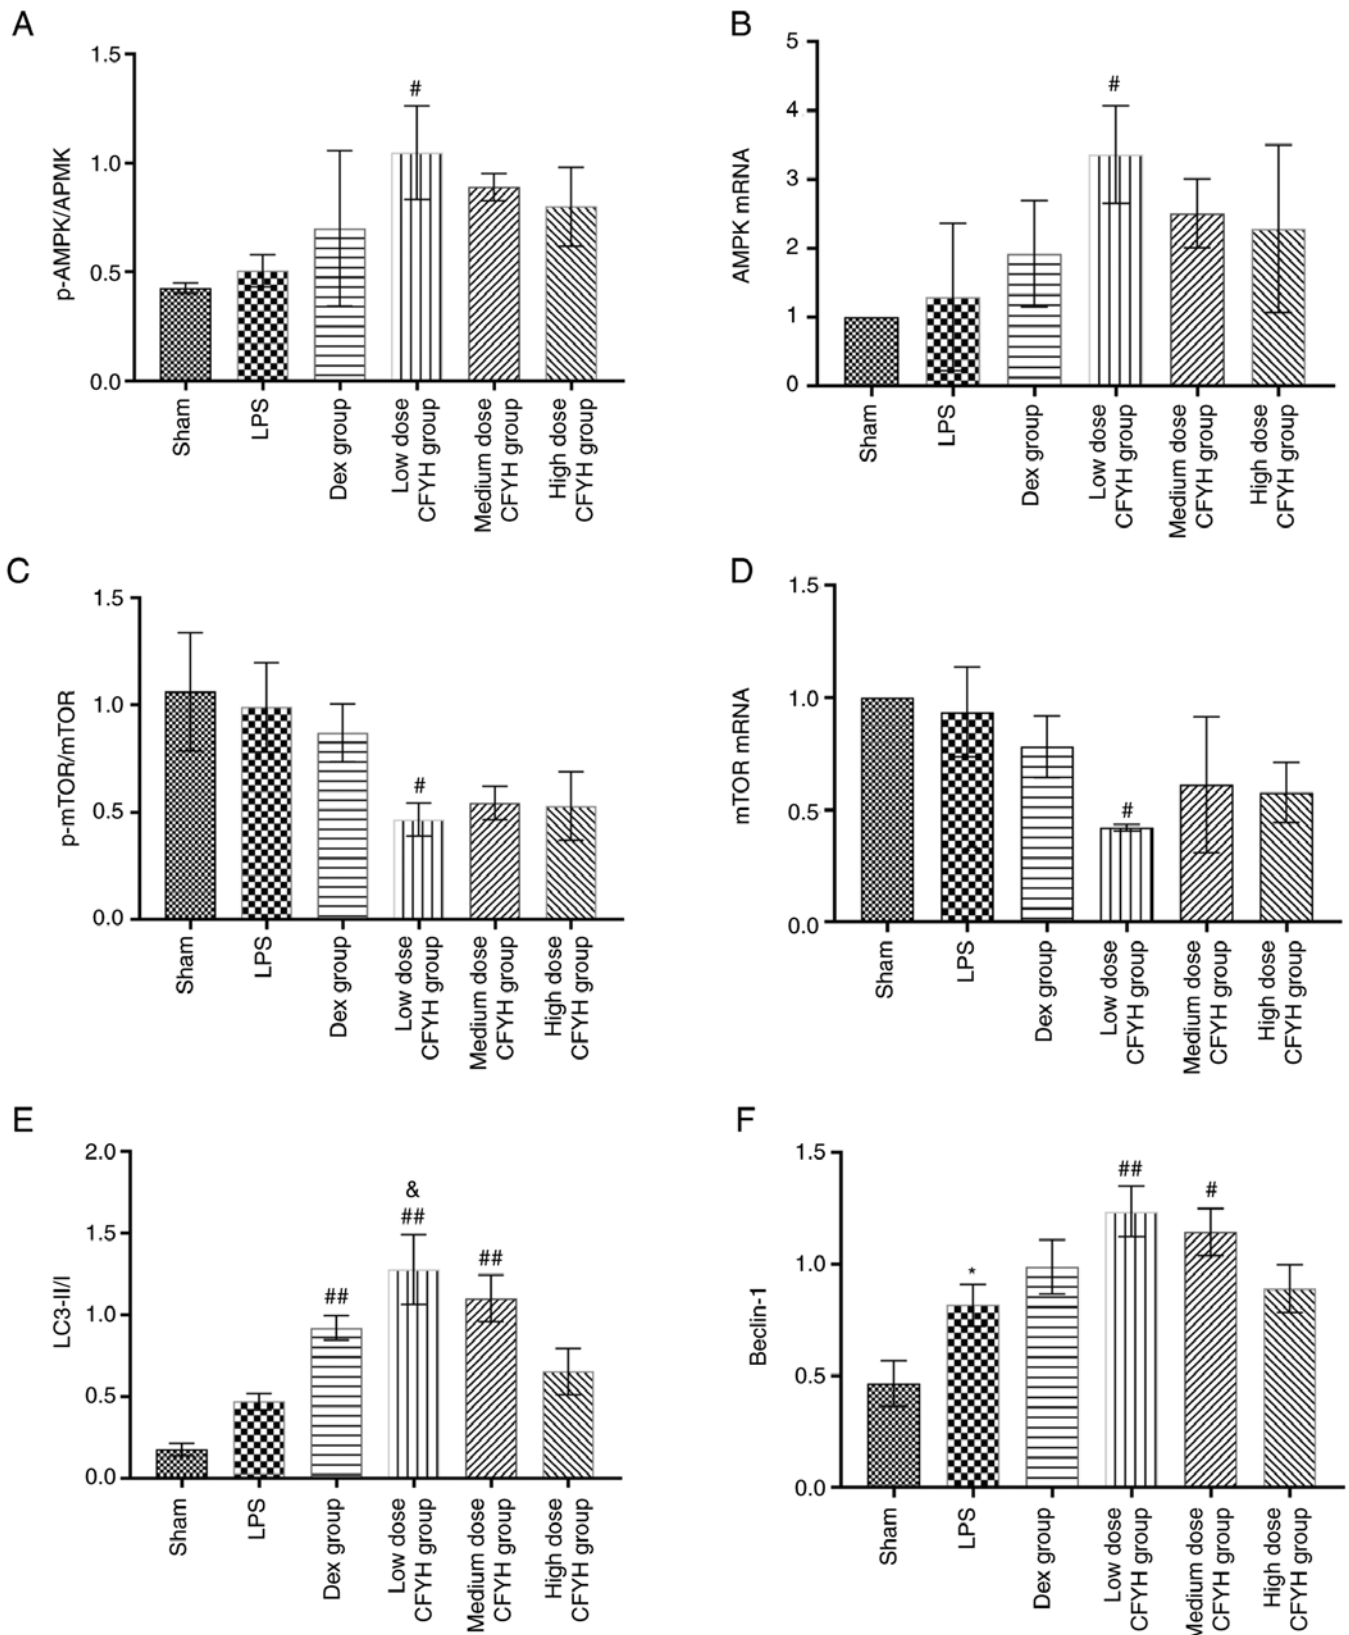 A
1.5
1.0
0.5
0.0
p-AMPK/APMK
#
Sham
LPS
Dex group
Low dose
CFYH group
Medium dose
CFYH group
High dose
CFYH group
B
5
4
3
2
1
0
AMPK mRNA
#
Sham
LPS
Dex group
Low dose
CFYH group
Medium dose
CFYH group
High dose
CFYH group
C
1.5
1.0
0.5
0.0
p-mTOR/mTOR
#
Sham
LPS
Dex group
Low dose
CFYH group
Medium dose
CFYH group
High dose
CFYH group
D
1.5
1.0
0.5
0.0
mTOR mRNA
#
Sham
LPS
Dex group
Low dose
CFYH group
Medium dose
CFYH group
High dose
CFYH group
E
2.0
1.5
1.0
0.5
0.0
LC3-II/I
##
&
##
##
Sham
LPS
Dex group
Low dose
CFYH group
Medium dose
CFYH group
High dose
CFYH group
F
1.5
1.0
0.5
0.0
Beclin-1
*
##
#
Sham
LPS
Dex group
Low dose
CFYH group
Medium dose
CFYH group
High dose
CFYH group